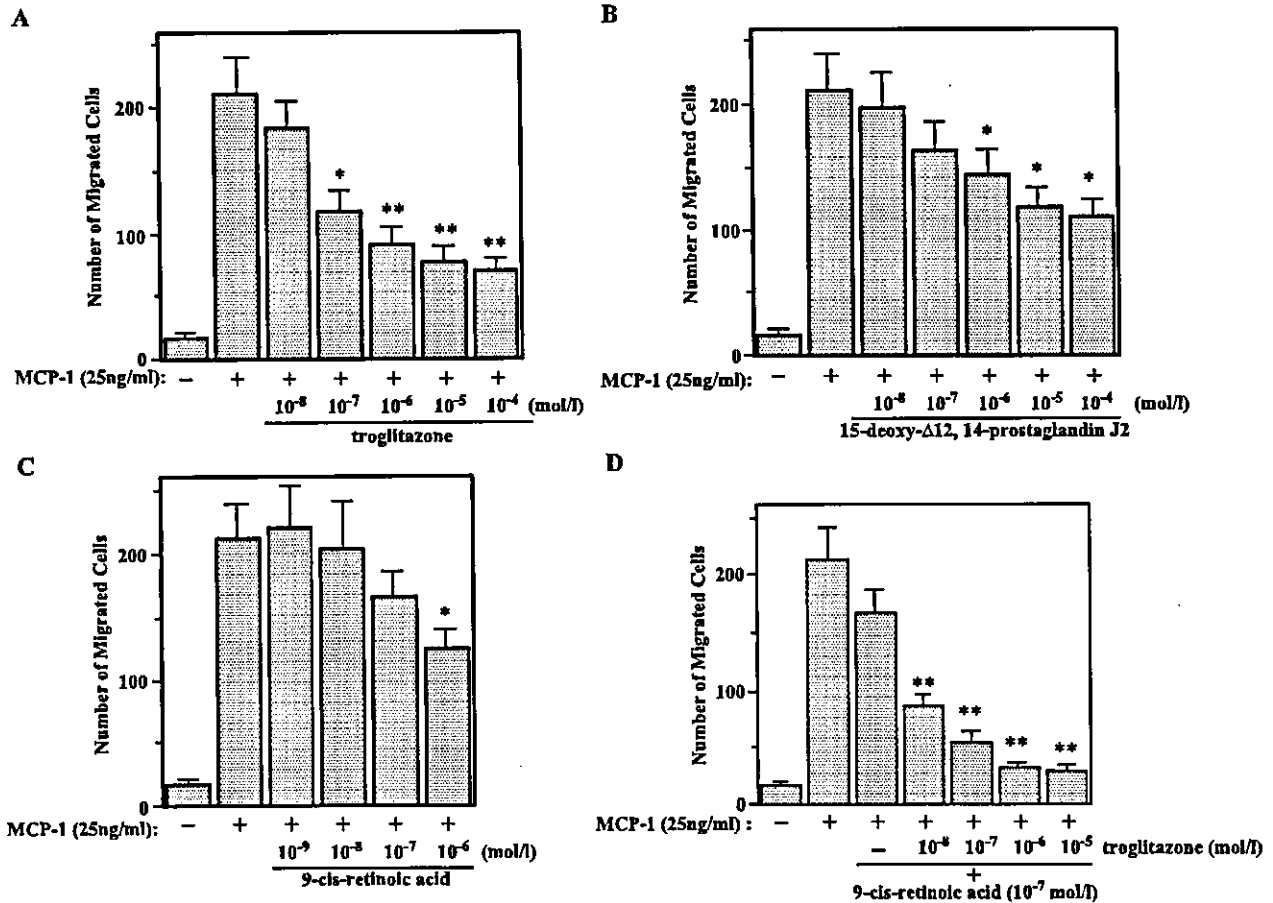 A
Number of Migrated Cells
200
100
0
* ** ** **
MCP-1 (25ng/ml): − + + + + + +
10⁻⁸ 10⁻⁷ 10⁻⁶ 10⁻⁵ 10⁻⁴ (mol/l)
troglitazone
B
Number of Migrated Cells
200
100
0
* * *
MCP-1 (25ng/ml): − + + + + + +
10⁻⁸ 10⁻⁷ 10⁻⁶ 10⁻⁵ 10⁻⁴ (mol/l)
15-deoxy-Δ12, 14-prostaglandin J2
C
Number of Migrated Cells
200
100
0
*
MCP-1 (25ng/ml): − + + + + +
10⁻⁹ 10⁻⁸ 10⁻⁷ 10⁻⁶ (mol/l)
9-cis-retinoic acid
D
Number of Migrated Cells
200
100
0
** ** ** **
MCP-1 (25ng/ml) : − + + + + + +
− 10⁻⁸ 10⁻⁷ 10⁻⁶ 10⁻⁵ troglitazone (mol/l)
+
9-cis-retinoic acid (10⁻⁷ mol/l)